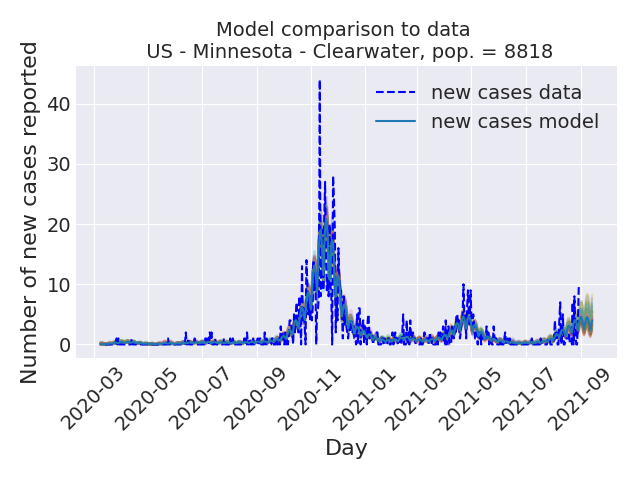 Model comparison to data
US - Minnesota - Clearwater, pop. = 8818
new cases data
new cases model
Number of new cases reported
40
30
20
10
0
2020-03
2020-05
2020-07
2020-09
2020-11
2021-01
2021-03
2021-05
2021-07
2021-09
Day